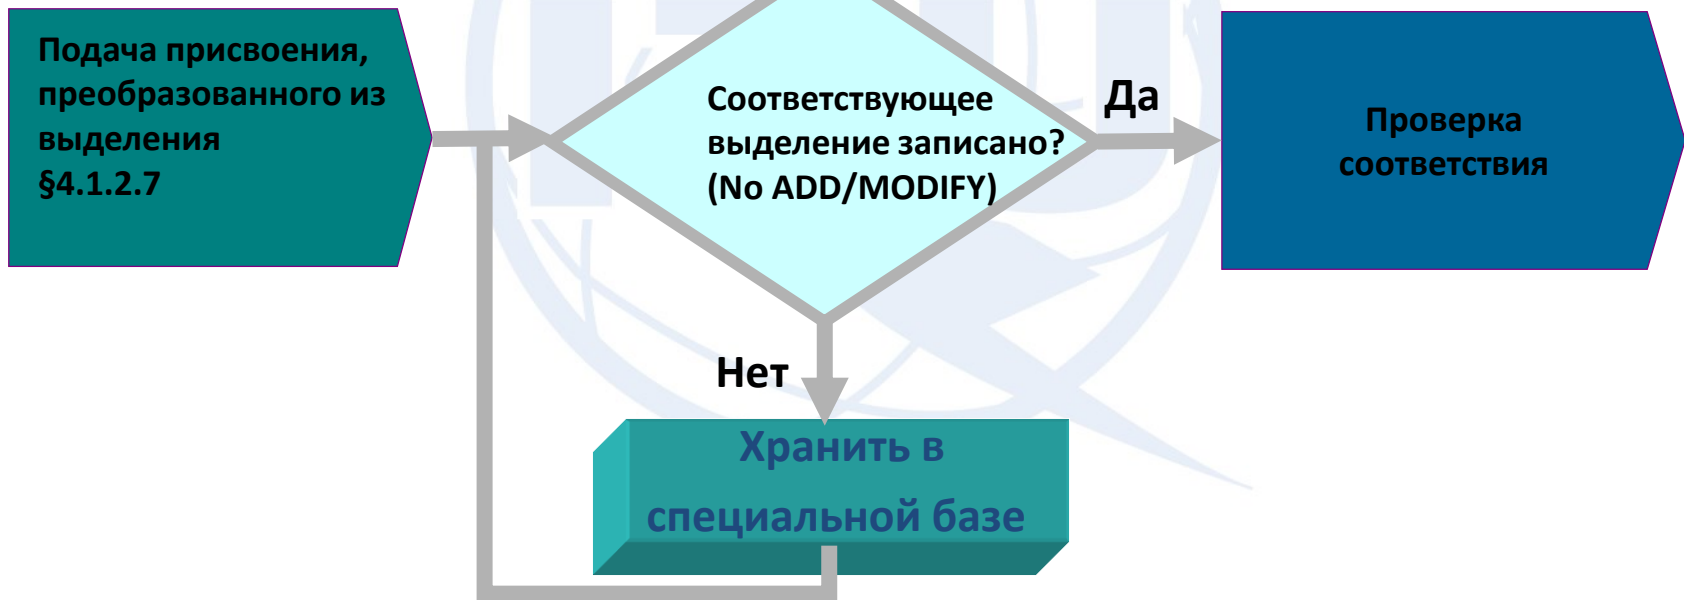 Подача присвоения,
преобразованного из
выделения
§4.1.2.7
Соответствующее
выделение записано?
(No ADD/MODIFY)
Да
Проверка
соответствия
Нет
Хранить в
специальной базе